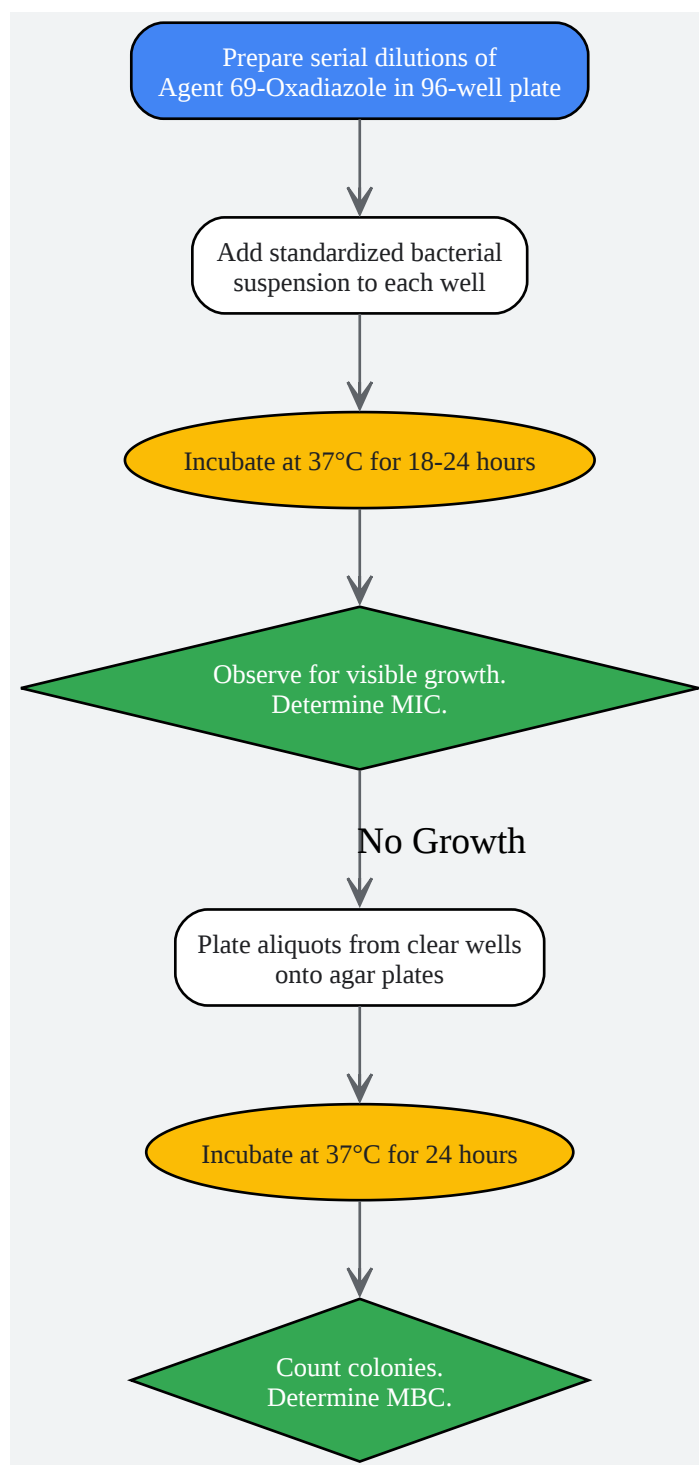 Prepare serial dilutions of
Agent 69-Oxadiazole in 96-well plate
Add standardized bacterial
suspension to each well
Incubate at 37°C for 18-24 hours
Observe for visible growth.
Determine MIC.
No Growth
Plate aliquots from clear wells
onto agar plates
Incubate at 37°C for 24 hours
Count colonies.
Determine MBC.